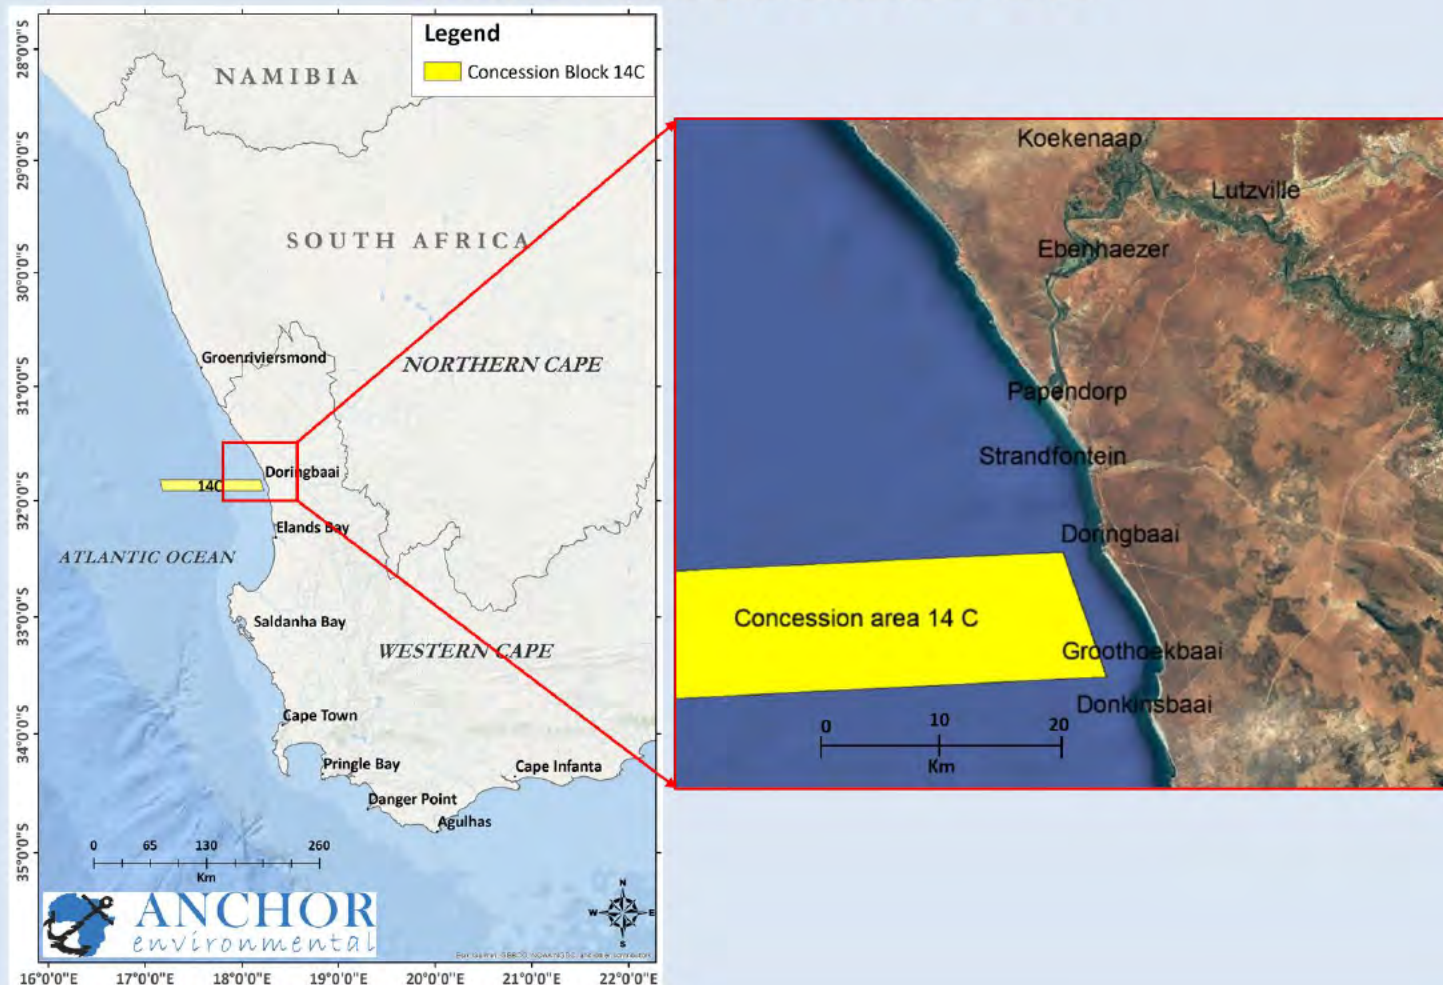 Legend
Concession Block 14C
28°0'0"S
29°0'0"S
30°0'0"S
31°0'0"S
32°0'0"S
33°0'0"S
34°0'0"S
35°0'0"S
NAMIBIA
SOUTH AFRICA
Groenriviersmond
NORTHERN CAPE
Doringbaai
14C
Elands Bay
ATLANTIC OCEAN
Saldanha Bay
WESTERN CAPE
Cape Town
Pringle Bay
Cape Infanta
Danger Point
Agulhas
0 65 130 260
Km
N
W E
S
ANCHOR
environmental
16°0'0"E 17°0'0"E 18°0'0"E 19°0'0"E 20°0'0"E 21°0'0"E 22°0'0"E
Koekenaap
Lutzville
Ebenhaezer
Papendorp
Strandfontein
Doringbaai
Concession area 14 C
Groothoekbaai
Donkinsbaai
0 10 20
Km